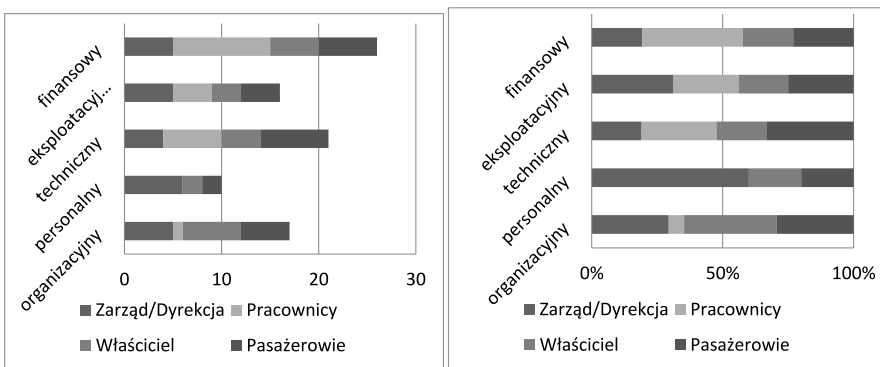 finansowy
eksploatacyj...
techniczny
personalny
organizacyjny
0 10 20 30
Zarząd/Dyrekcja Pracownicy
Właściciel Pasażerowie
finansowy
eksploatacyjny
techniczny
personalny
organizacyjny
0% 50% 100%
Zarząd/Dyrekcja Pracownicy
Właściciel Pasażerowie